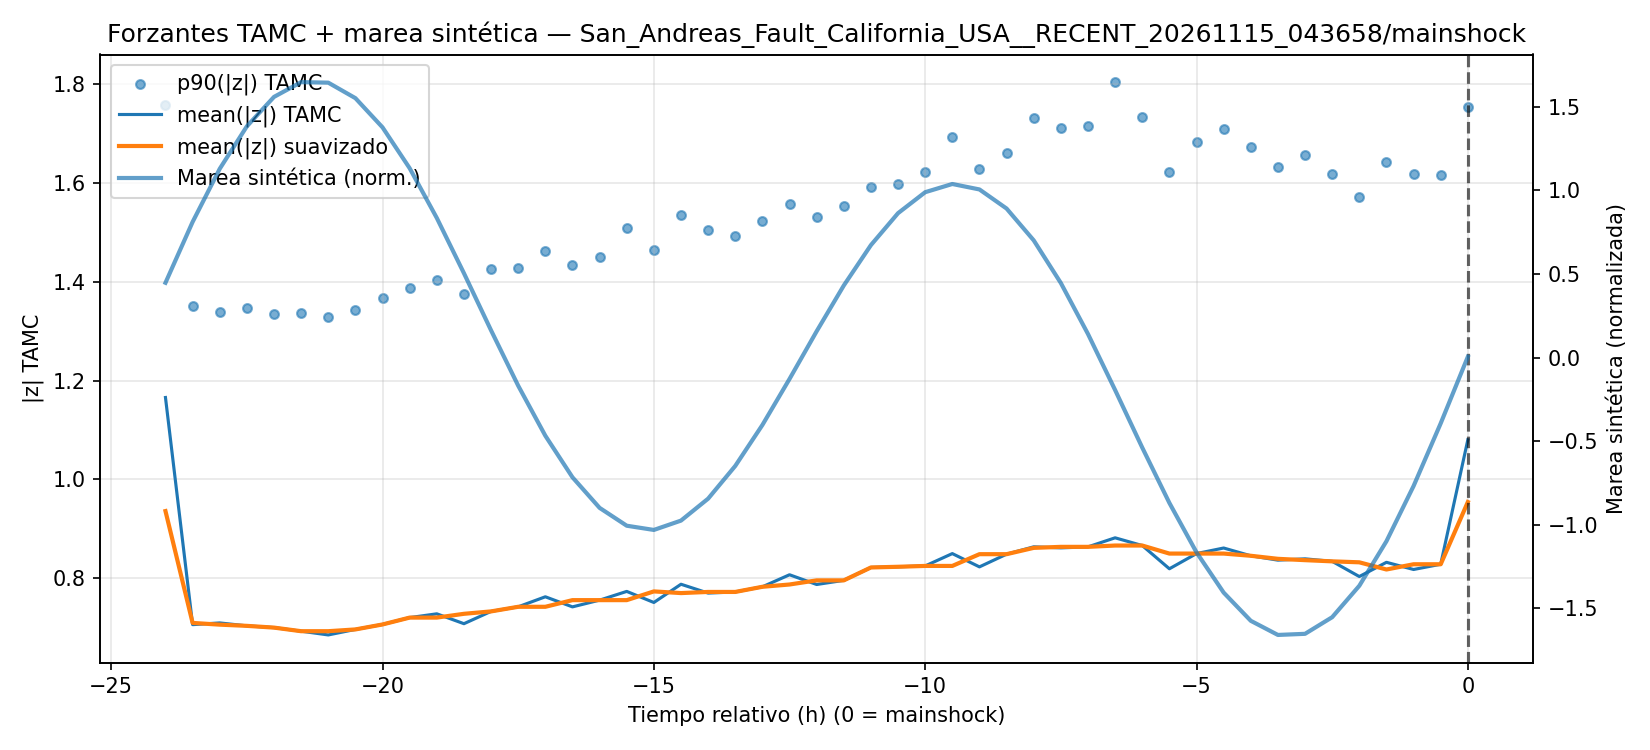 Forzantes TAMC + marea sintética — San_Andreas_Fault_California_USA__RECENT_20261115_043658/mainshock
p90(|z|) TAMC
mean(|z|) TAMC
mean(|z|) suavizado
Marea sintética (norm.)
|z| TAMC
1.8
1.6
1.4
1.2
1.0
0.8
1.5
1.0
0.5
0.0
−0.5
−1.0
−1.5
Marea sintética (normalizada)
−25
−20
−15
−10
−5
0
Tiempo relativo (h) (0 = mainshock)